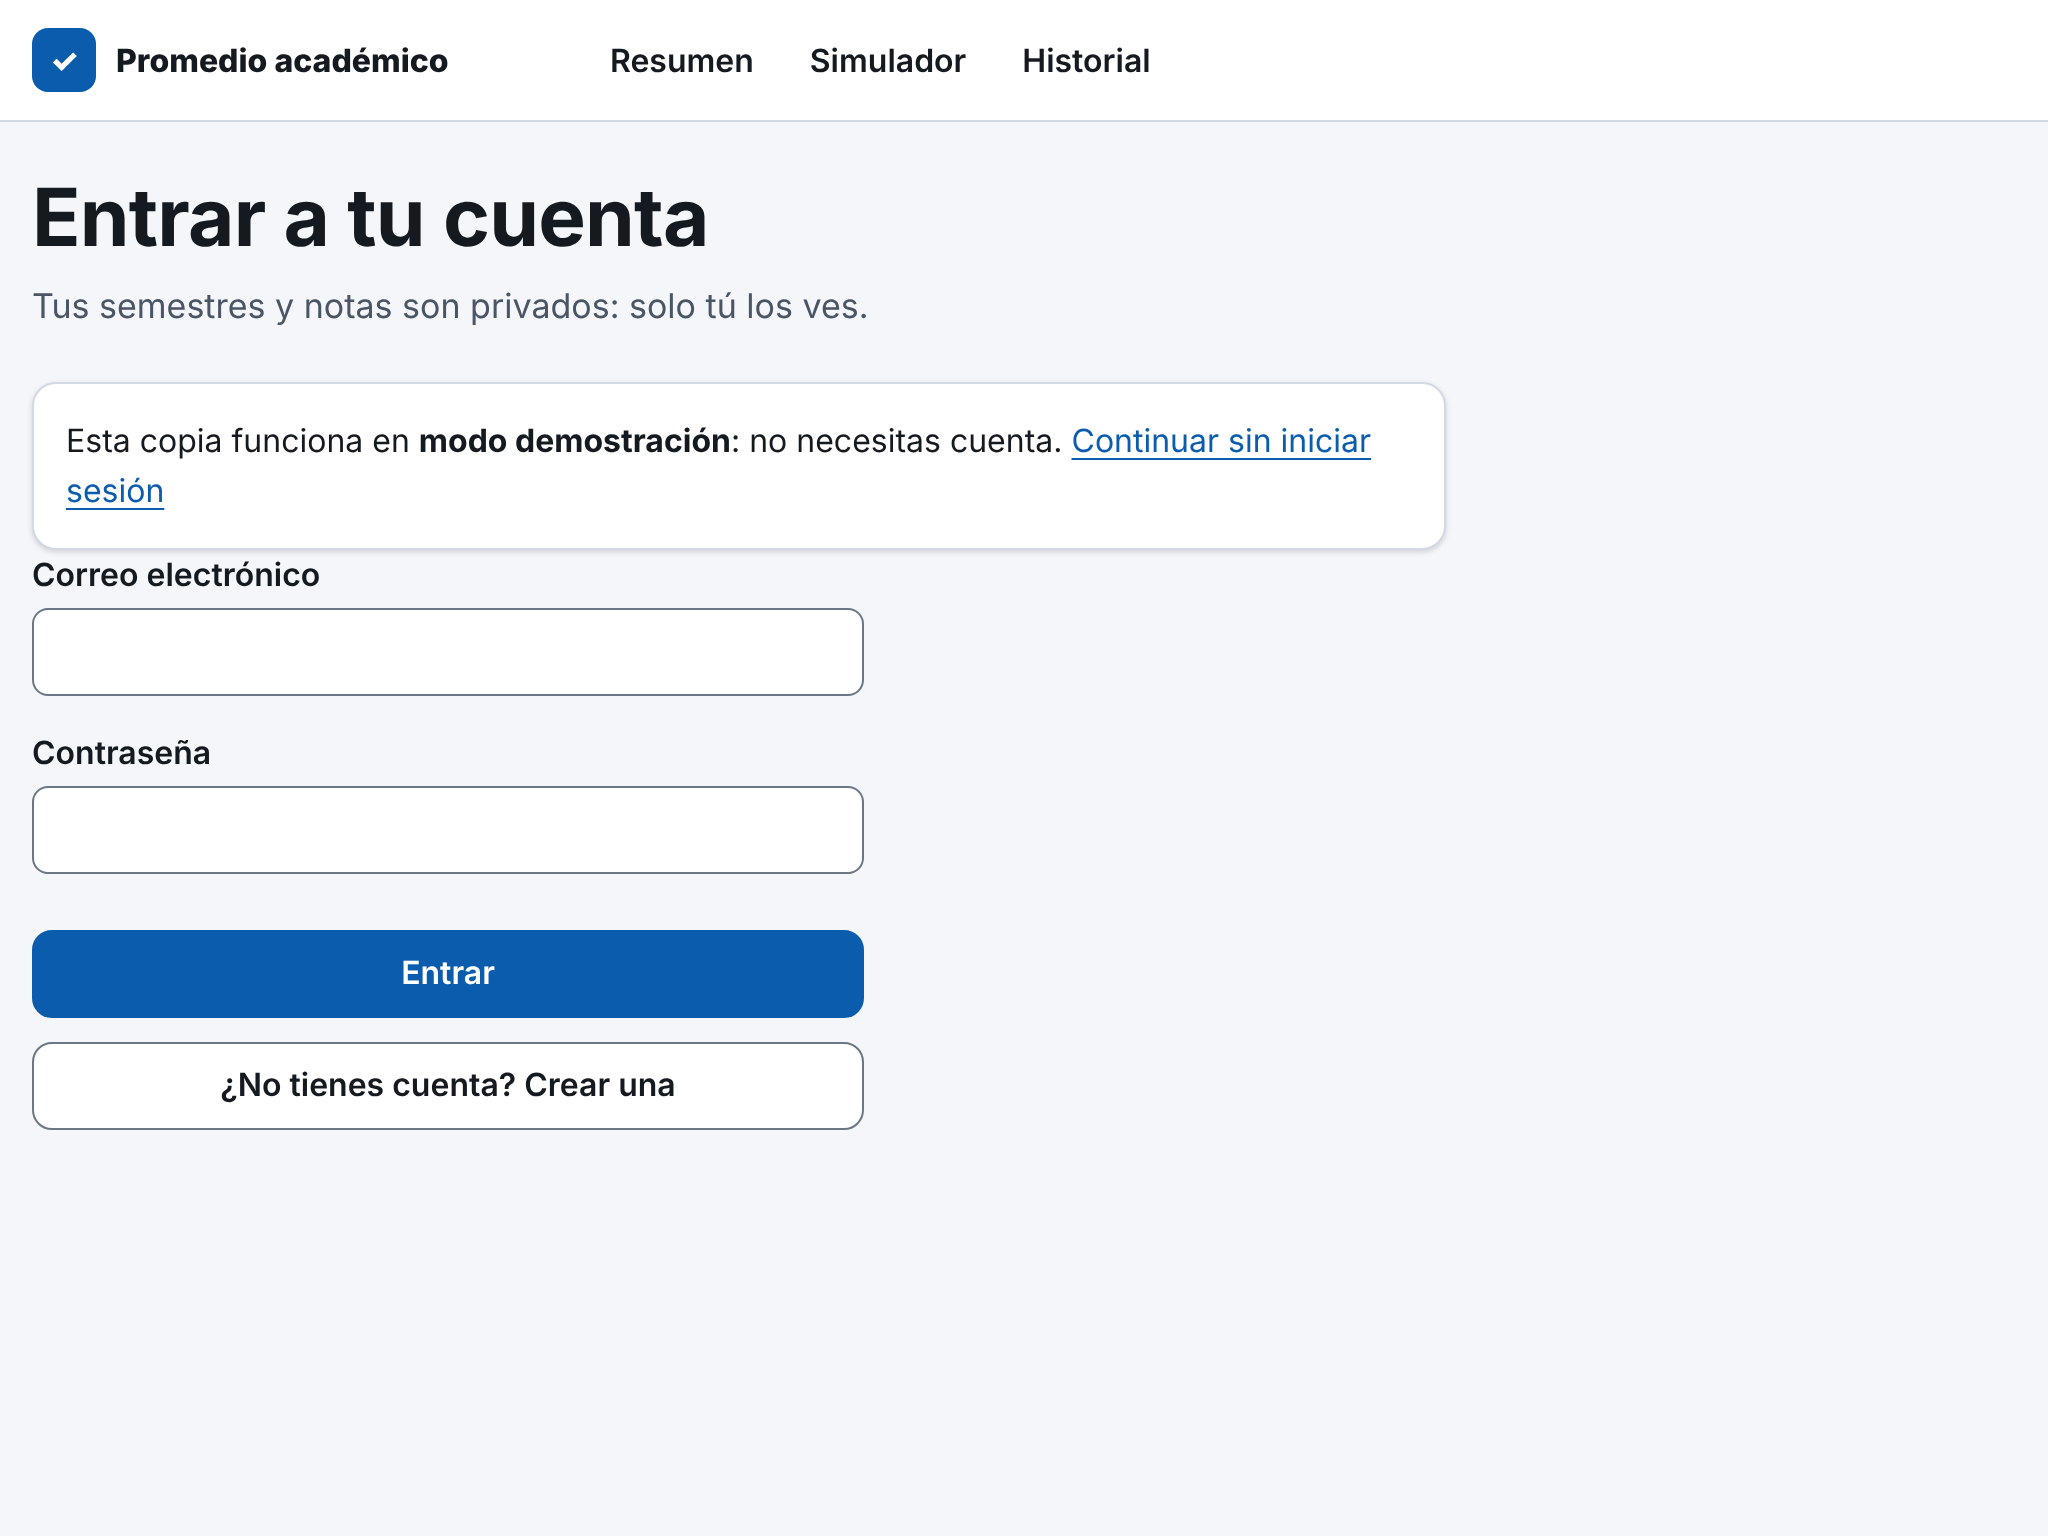 Promedio académico
Resumen
Simulador
Historial
Entrar a tu cuenta
Tus semestres y notas son privados: solo tú los ves.
Esta copia funciona en modo demostración: no necesitas cuenta. Continuar sin iniciar
sesión
Correo electrónico
Contraseña
Entrar
¿No tienes cuenta? Crear una